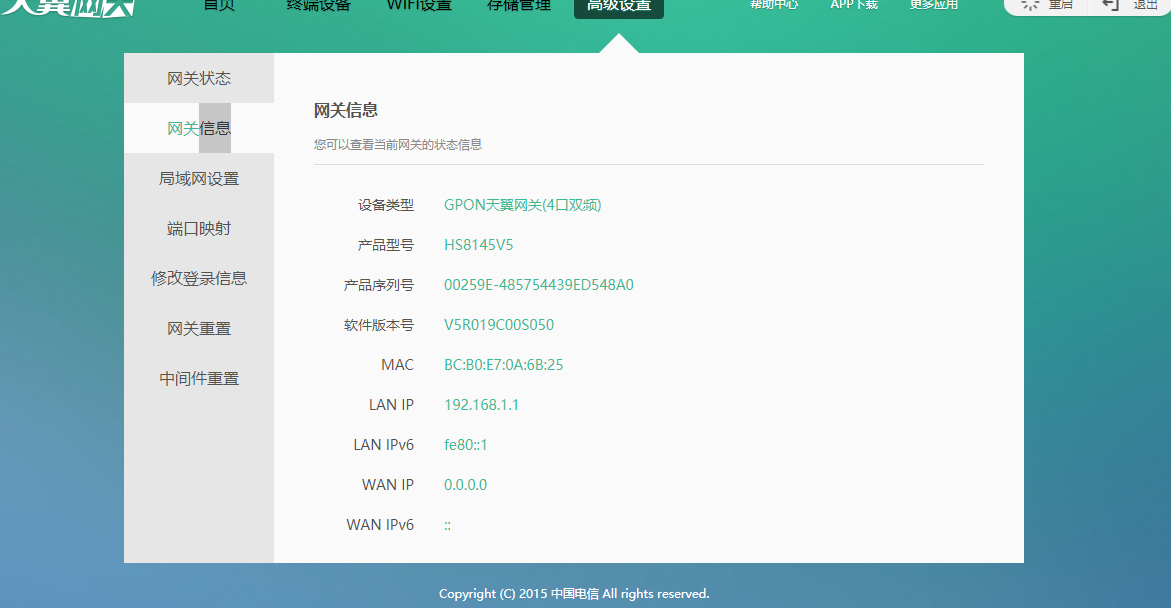 天翼网关
首页 终端设备 WIFI设置 存储管理 高级设置 帮助中心 APP下载 更多应用 重启 退出
网关状态
网关信息
局域网设置
端口映射
修改登录信息
网关重置
中间件重置
网关信息
您可以查看当前网关的状态信息
设备类型 GPON天翼网关(4口双频)
产品型号 HS8145V5
产品序列号 00259E-485754439ED548A0
软件版本号 V5R019C00S050
MAC BC:B0:E7:0A:6B:25
LAN IP 192.168.1.1
LAN IPv6 fe80::1
WAN IP 0.0.0.0
WAN IPv6 ::
Copyright (C) 2015 中国电信 All rights reserved.